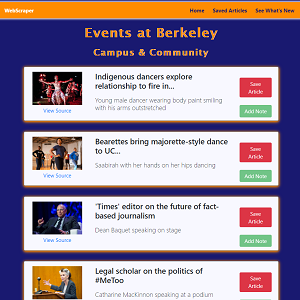 WebScraper Home Saved Articles See What's New
Events at Berkeley
Campus & Community
Indigenous dancers explore
relationship to fire in...
Young male dancer wearing body paint smiling
with his arms outstretched
View Source
Save
Article
Add Note
Bearettes bring majorette-style dance
to UC...
Saabirah with her hands on her hips dancing
View Source
Save
Article
Add Note
'Times' editor on the future of fact-
based journalism
Dean Baquet speaking on stage
View Source
Save
Article
Add Note
Legal scholar on the politics of
#MeToo
Catharine MacKinnon speaking at a podium
Save
Article